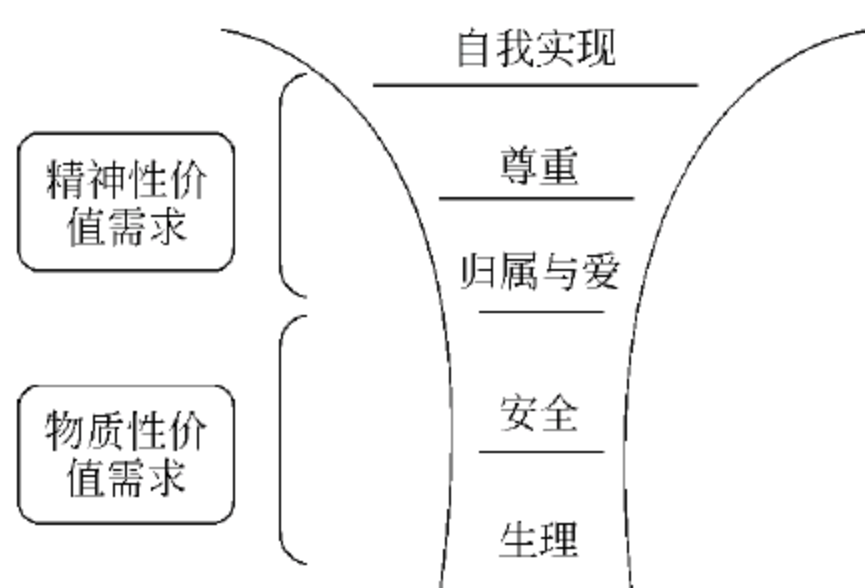 自我实现
尊重
精神性价
值需求
归属与爱
安全
物质性价
值需求
生理